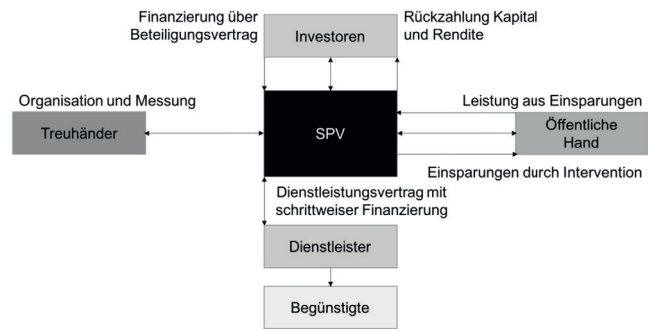 Finanzierung über
Beteiligungsvertrag
Investoren
Rückzahlung Kapital
und Rendite
Organisation und Messung
Treuhänder
SPV
Leistung aus Einsparungen
Öffentliche
Hand
Einsparungen durch Intervention
Dienstleistungsvertrag mit
schrittweiser Finanzierung
Dienstleister
Begünstigte